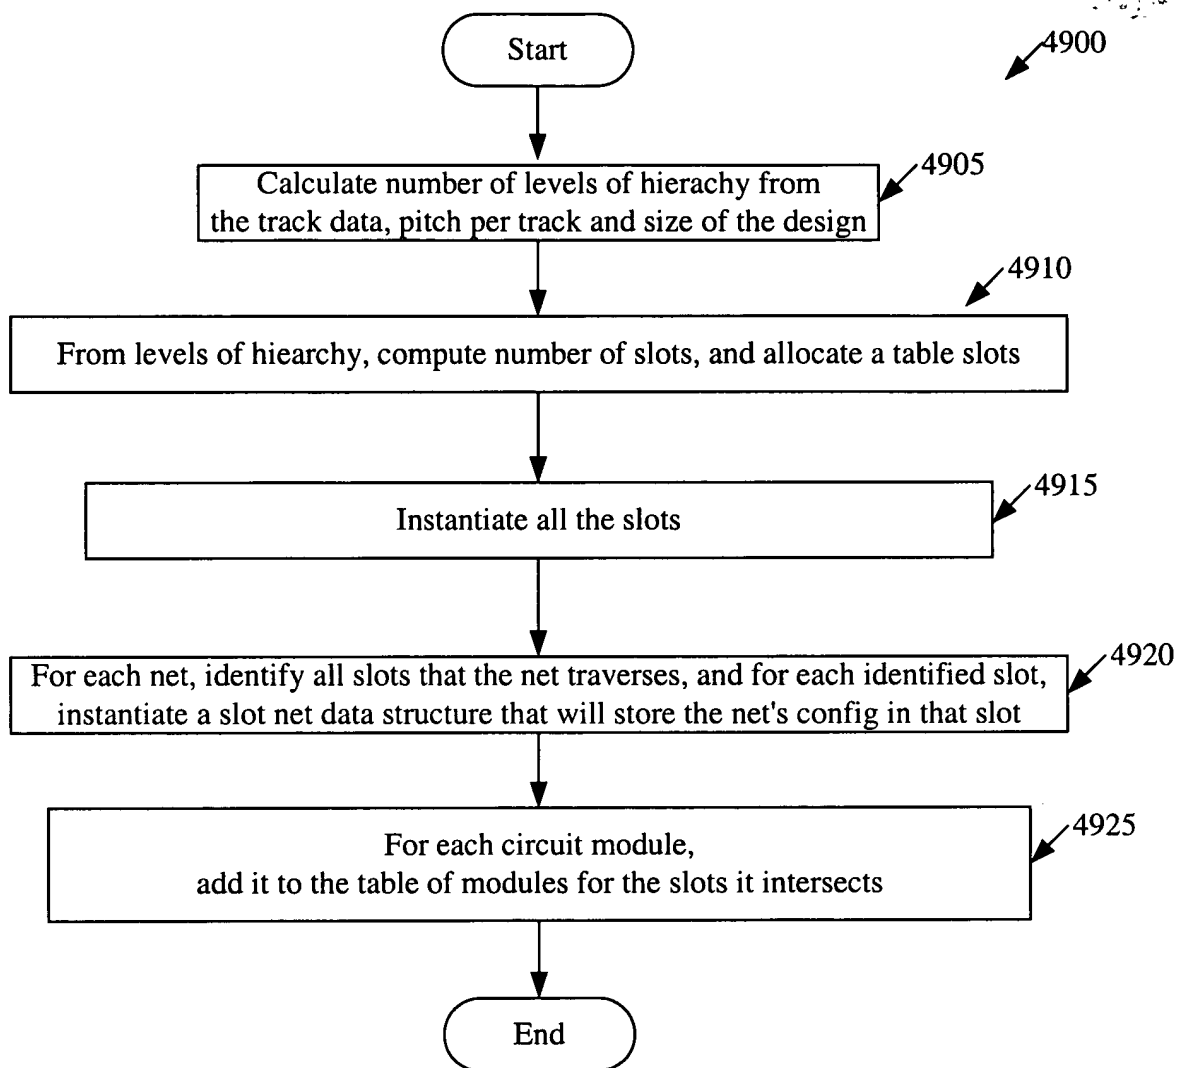 Start
4900
4905
Calculate number of levels of hierachy from
the track data, pitch per track and size of the design
4910
From levels of hiearchy, compute number of slots, and allocate a table slots
4915
Instantiate all the slots
4920
For each net, identify all slots that the net traverses, and for each identified slot,
instantiate a slot net data structure that will store the net's config in that slot
4925
For each circuit module,
add it to the table of modules for the slots it intersects
End